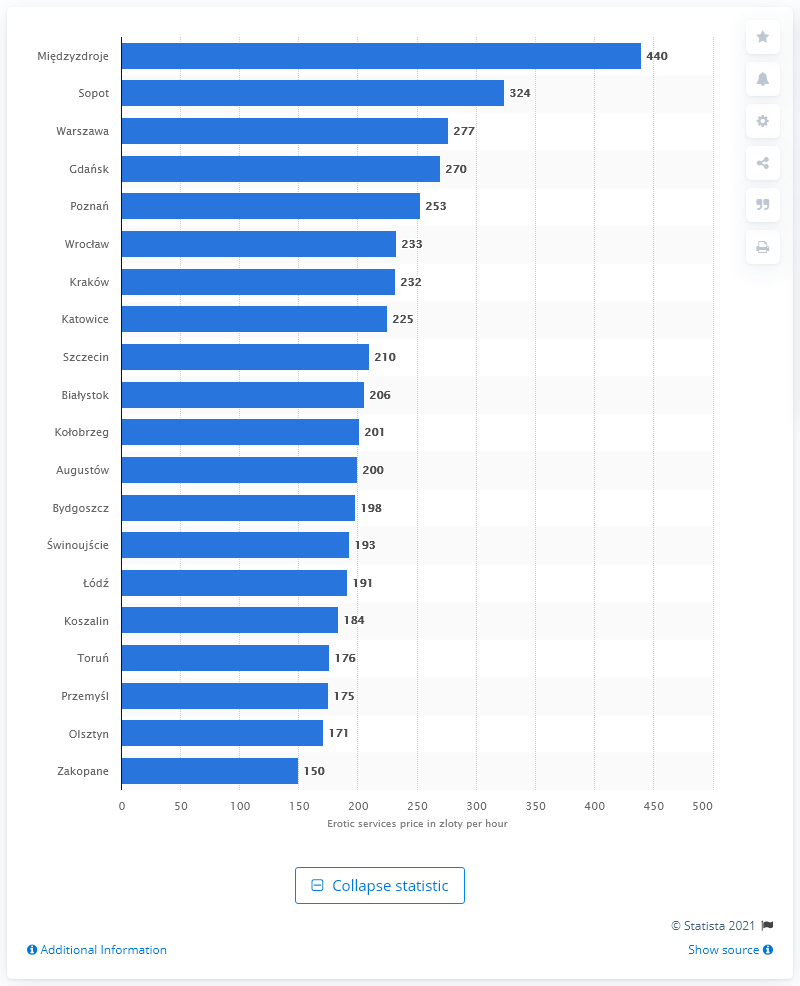 Międzyzdroje 440
Sopot 324
Warszawa 277
Gdańsk 270
Poznań 253
Wrocław 233
Kraków 232
Katowice 225
Szczecin 210
Białystok 206
Kołobrzeg 201
Augustów 200
Bydgoszcz 198
Świnoujście 193
Łódź 191
Koszalin 184
Toruń 176
Przemyśl 175
Olsztyn 171
Zakopane 150
0 50 100 150 200 250 300 350 400 450 500
Erotic services price in zloty per hour
Collapse statistic
© Statista 2021
Additional Information Show source